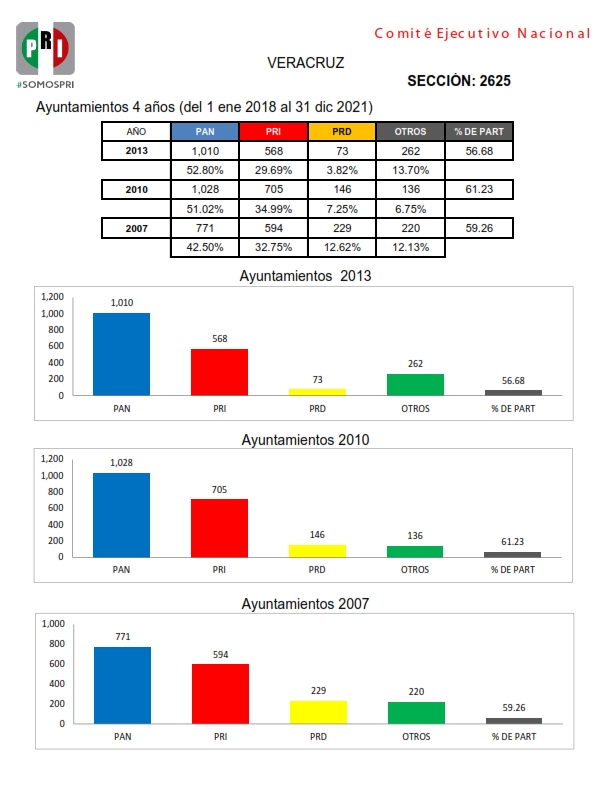 Comité Ejecutivo Nacional
PRI
#SOMOSPRI
VERACRUZ
SECCIÓN: 2625
Ayuntamientos 4 años (del 1 ene 2018 al 31 dic 2021)
AÑO PAN PRI PRD OTROS % DE PART
2013 1,010 568 73 262 56.68
52.80% 29.69% 3.82% 13.70%
2010 1,028 705 146 136 61.23
51.02% 34.99% 7.25% 6.75%
2007 771 594 229 220 59.26
42.50% 32.75% 12.62% 12.13%
Ayuntamientos 2013
1,200
1,000
800
600
400
200
0
1,010
568
73
262
56.68
PAN PRI PRD OTROS % DE PART
Ayuntamientos 2010
1,200
1,000
800
600
400
200
0
1,028
705
146
136
61.23
PAN PRI PRD OTROS % DE PART
Ayuntamientos 2007
1,000
800
600
400
200
0
771
594
229
220
59.26
PAN PRI PRD OTROS % DE PART